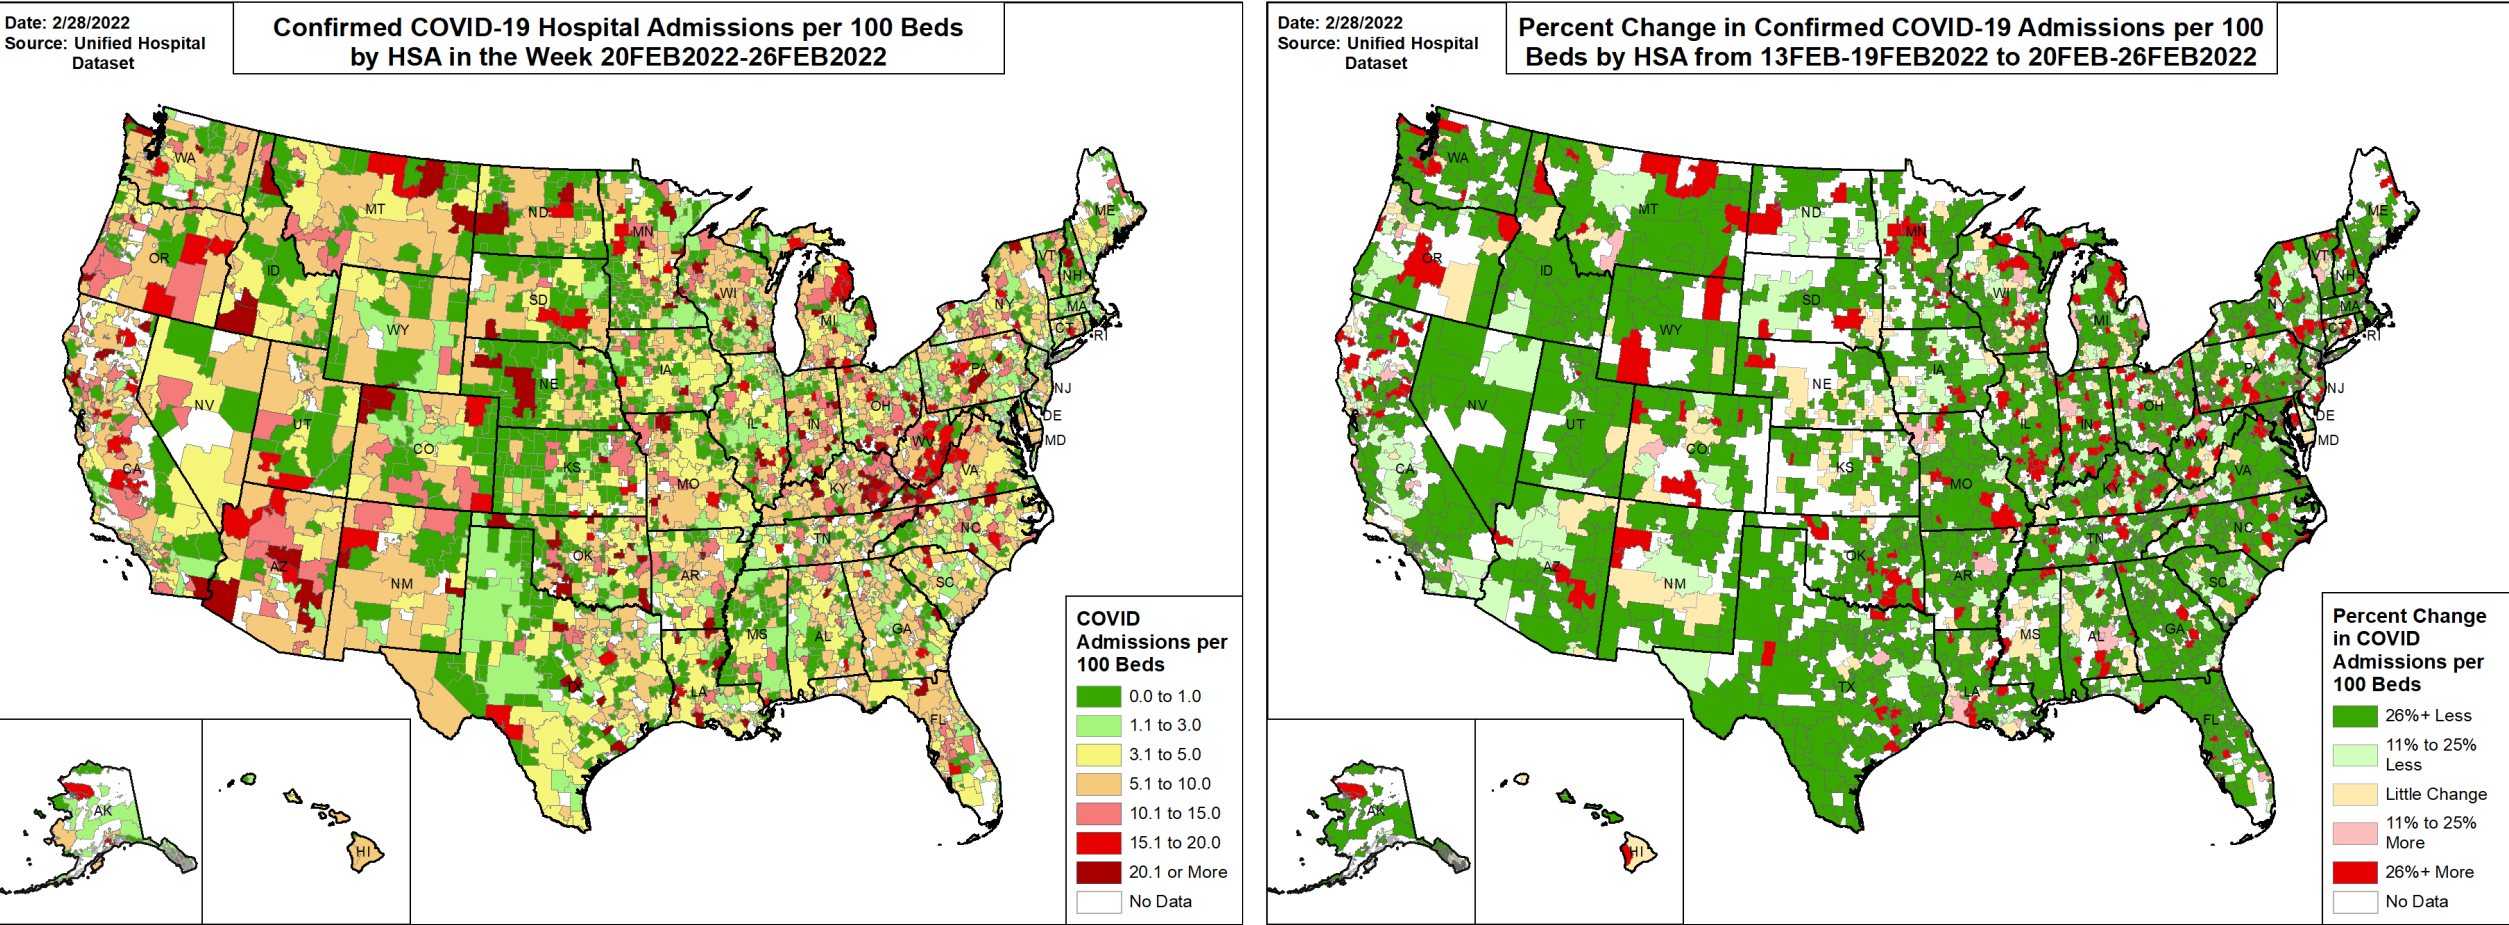 Date: 2/28/2022
Source: Unified Hospital
Dataset
Confirmed COVID-19 Hospital Admissions per 100 Beds
by HSA in the Week 20FEB2022-26FEB2022
WA
MT
ND
MN
ME
OR
ID
SD
WI
VT
NH
NY
MA
CT
RI
WY
MI
IA
PA
NJ
NE
NV
UT
CO
IL
IN
OH
DE
WV
MD
CA
KS
MO
KY
VA
OK
TN
NC
AZ
NM
AR
SC
MS
AL
GA
TX
LA
FL
AK
HI
COVID
Admissions per
100 Beds
0.0 to 1.0
1.1 to 3.0
3.1 to 5.0
5.1 to 10.0
10.1 to 15.0
15.1 to 20.0
20.1 or More
No Data
Date: 2/28/2022
Source: Unified Hospital
Dataset
Percent Change in Confirmed COVID-19 Admissions per 100
Beds by HSA from 13FEB-19FEB2022 to 20FEB-26FEB2022
WA
MT
ND
MN
ME
OR
ID
SD
WI
VT
NH
NY
MA
CT
RI
WY
MI
IA
PA
NJ
NE
NV
UT
CO
IL
IN
OH
DE
WV
MD
CA
KS
MO
KY
VA
OK
TN
NC
AZ
NM
AR
SC
MS
AL
GA
TX
LA
FL
AK
HI
Percent Change
in COVID
Admissions per
100 Beds
26%+ Less
11% to 25%
Less
Little Change
11% to 25%
More
26%+ More
No Data